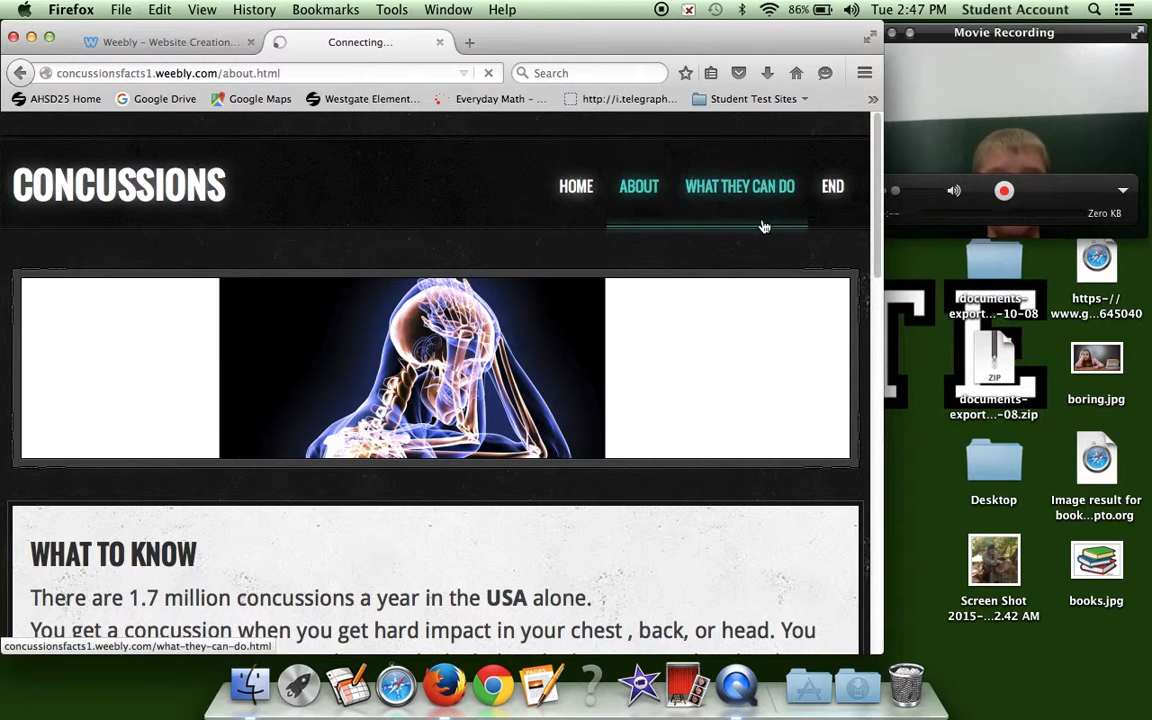 Firefox File Edit View History Bookmarks Tools Window Help 86% Tue 2:47 PM Student Account
Weebly - Website Creation... Connecting... Movie Recording
concussionsfacts1.weebly.com/about.html Search
AHSD25 Home Google Drive Google Maps Westgate Element... Everyday Math - ... http://i.telegraph... Student Test Sites
CONCUSSIONS HOME ABOUT WHAT THEY CAN DO END
--:-- Zero KB
documents-export...-10-08
https-//www.g...645040
ZIP
documents-export...-08.zip
boring.jpg
Desktop
Image result for book...pto.org
Screen Shot 2015-...2.42 AM
books.jpg
WHAT TO KNOW
There are 1.7 million concussions a year in the USA alone.
You get a concussion when you get hard impact in your chest , back, or head. You
concussionsfacts1.weebly.com/what-they-can-do.html